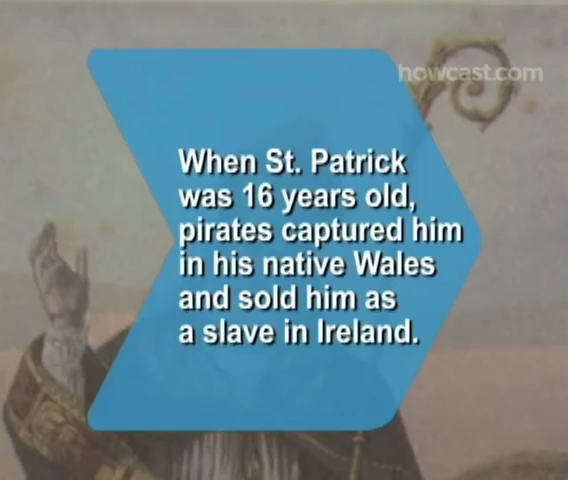 howcast.com
When St. Patrick
was 16 years old,
pirates captured him
in his native Wales
and sold him as
a slave in Ireland.